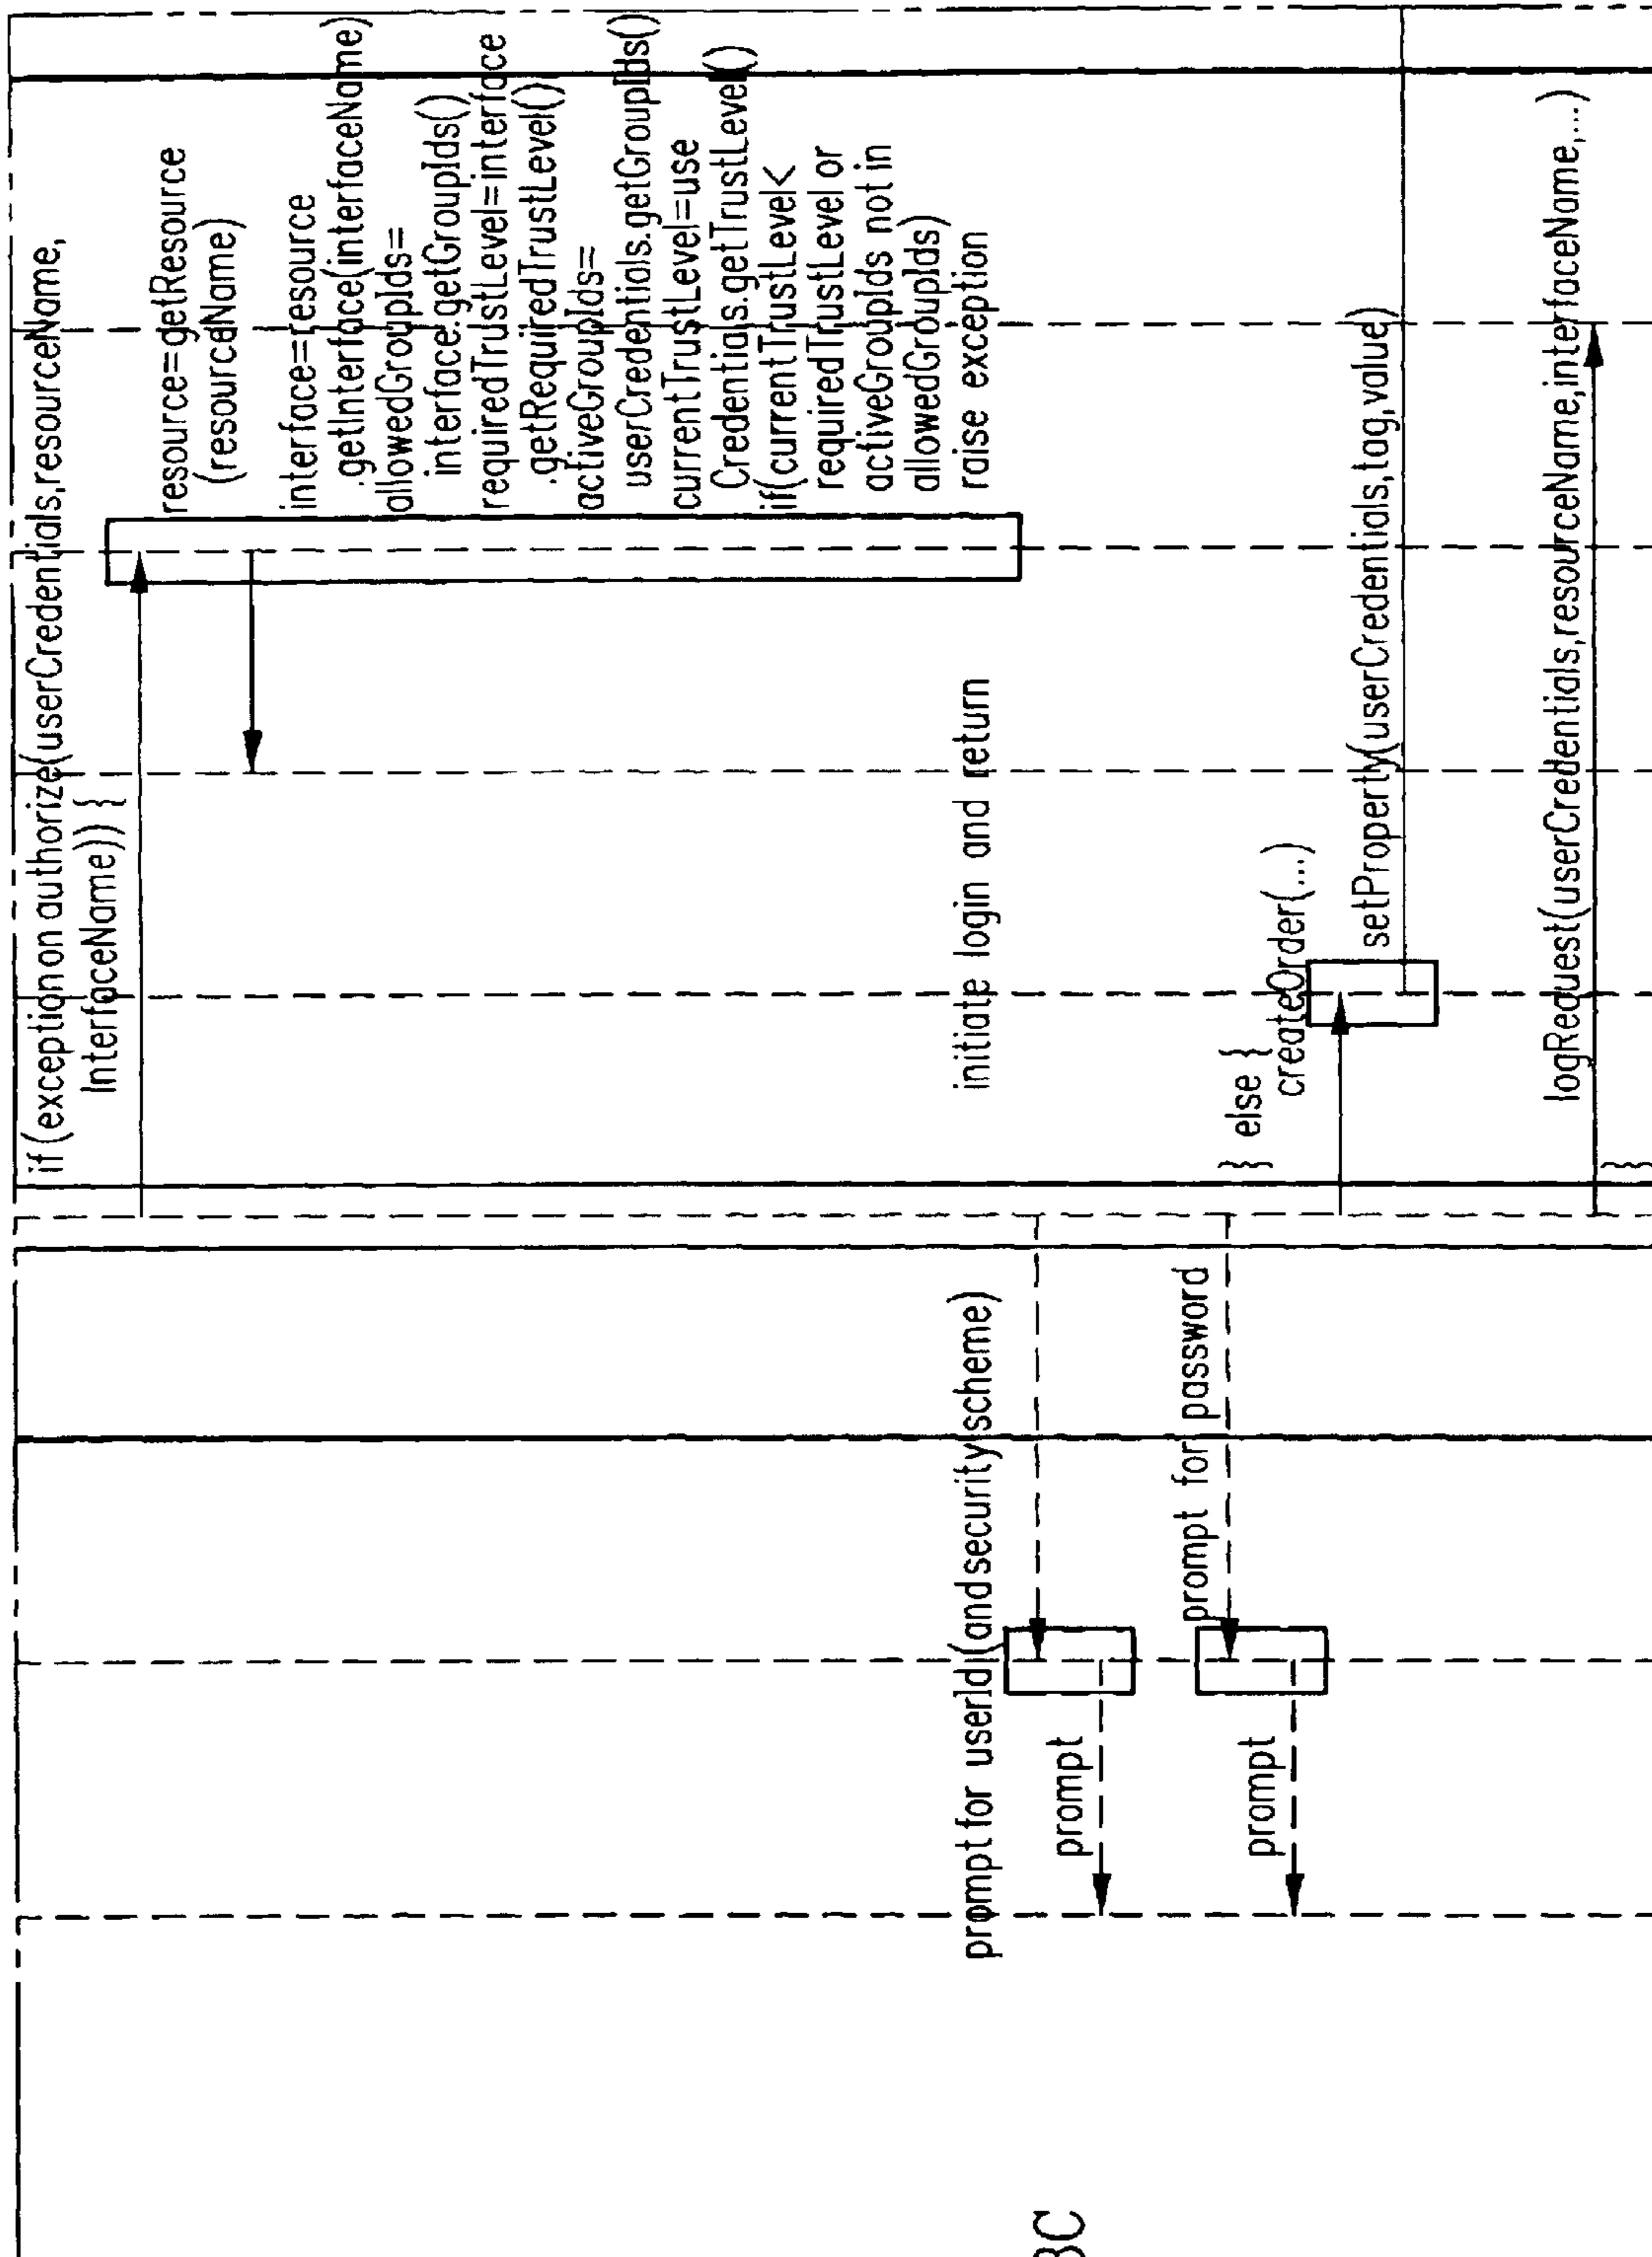 if(exception on authorize(userCredentials,resourceName,
InterfaceName)) {
resource=getResource
(resourceName)
interface=resource
.getInterface(interfaceName)
allowedGroupIds=
interface.getGroupIds()
requiredTrustLevel=interface
.getRequiredTrustLevel()
activeGroupIds=
userCredentials.getGroupIds()
currentTrustLevel=use
Credentials.getTrustLevel()
if(currentTrustLevel<
requiredTrustLevel or
activeGroupIds not in
allowedGroupIds)
raise exception
initiate login and return
prompt for userId(and security scheme)
prompt
prompt for password
prompt
} else {
createOrder(...)
setProperty(userCredentials,tag,value)
logRequest(userCredentials,resourceName,interfaceName,...)
}
3C